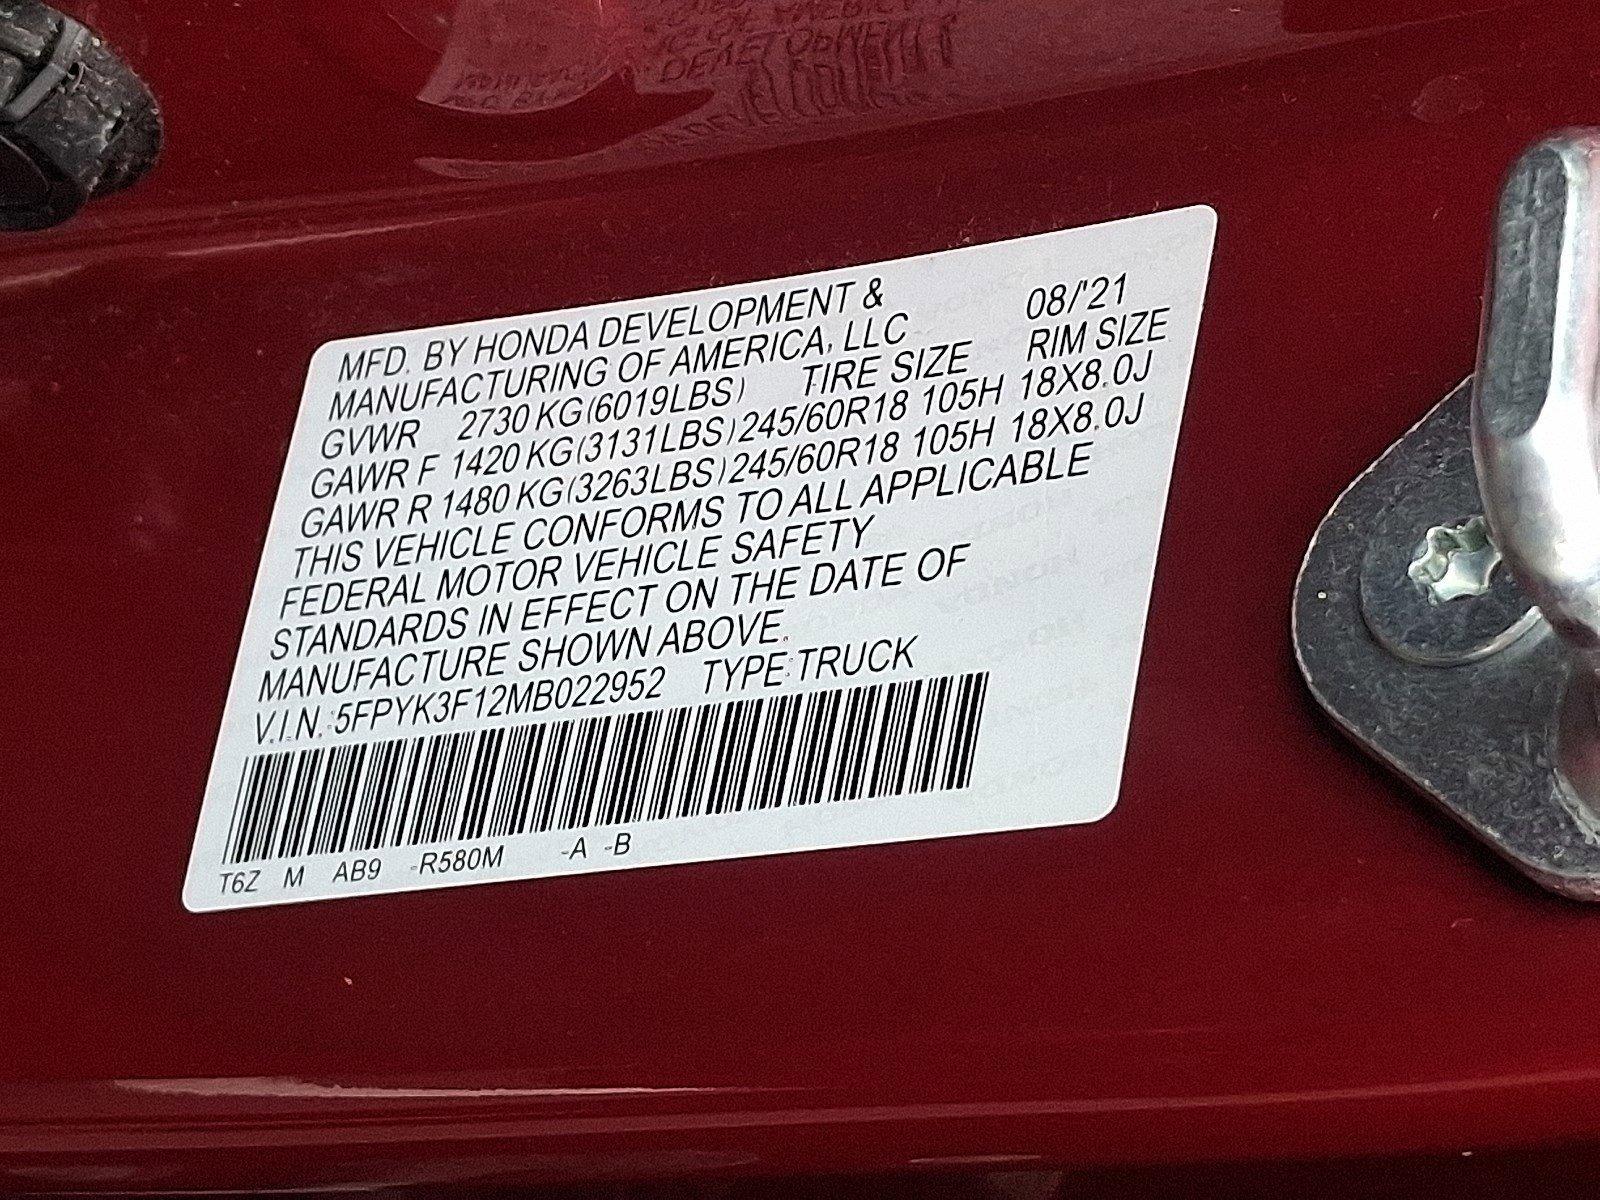 MFD. BY HONDA DEVELOPMENT &
MANUFACTURING OF AMERICA, LLC 08/'21
GVWR 2730 KG(6019LBS) TIRE SIZE RIM SIZE
GAWR F 1420 KG(3131LBS) 245/60R18 105H 18X8.0J
GAWR R 1480 KG(3263LBS) 245/60R18 105H 18X8.0J
THIS VEHICLE CONFORMS TO ALL APPLICABLE
FEDERAL MOTOR VEHICLE SAFETY
STANDARDS IN EFFECT ON THE DATE OF
MANUFACTURE SHOWN ABOVE.
V.I.N.:5FPYK3F12MB022952 TYPE:TRUCK
T6Z M AB9 -R580M -A -B